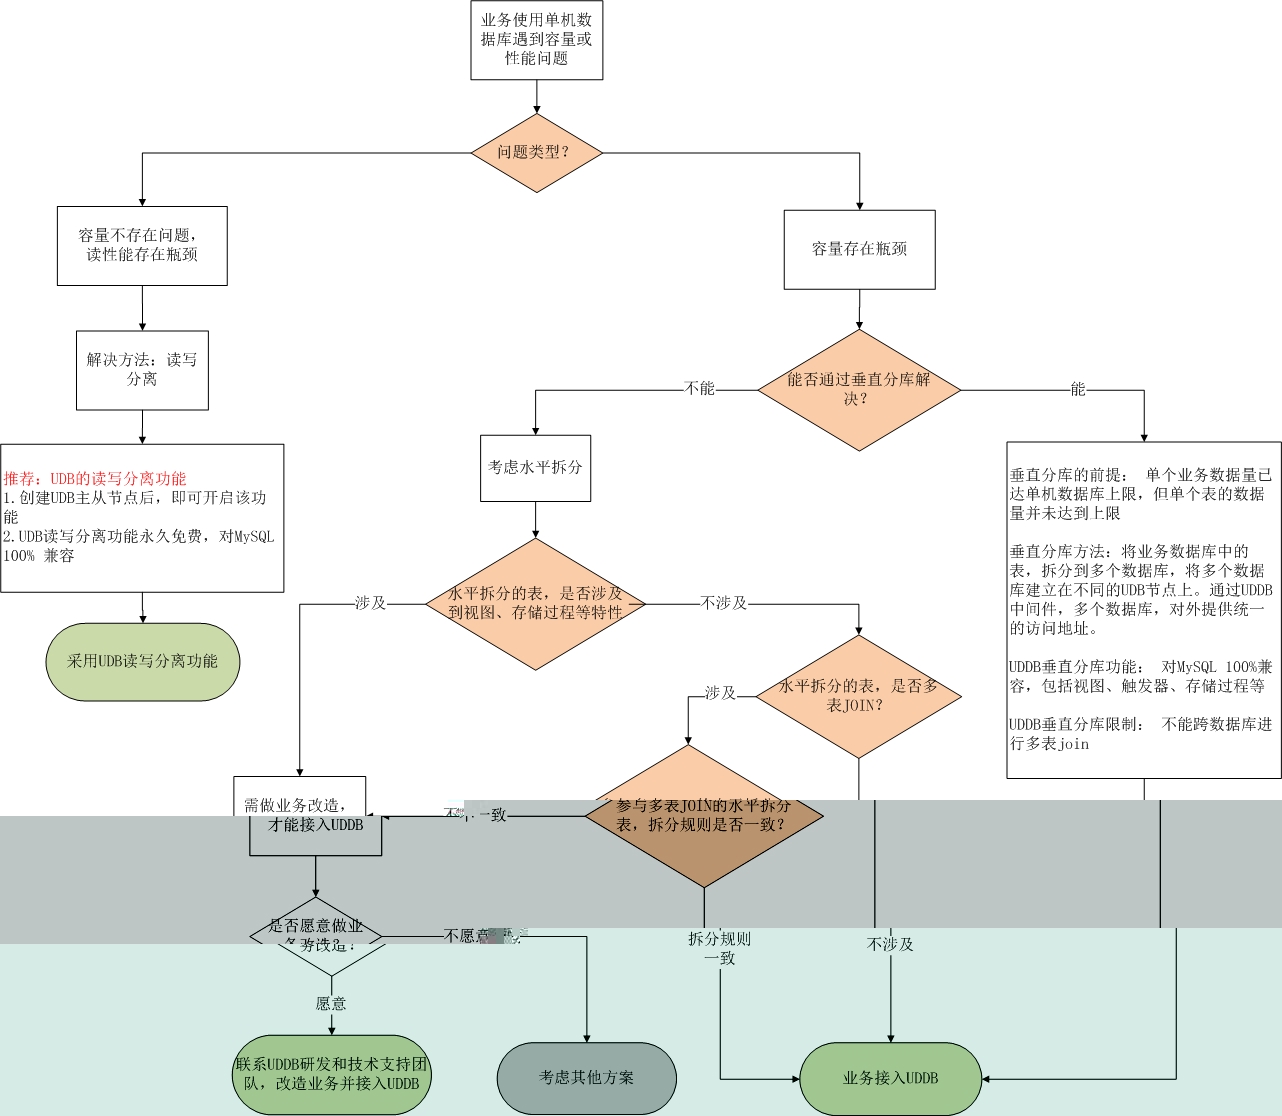 业务使用单机数
据库遇到容量或
性能问题
问题类型?
容量不存在问题,
读性能存在瓶颈
容量存在瓶颈
解决方法: 读写
分离
能否通过垂直分库解
决?
不能
能
推荐: UDB的读写分离功能
1.创建UDB主从节点后, 即可开启该功
能
2.UDB读写分离功能永久免费, 对MySQL
100% 兼容
考虑水平拆分
垂直分库的前提: 单个业务数据量已
达单机数据库上限, 但单个表的数据
量并未达到上限
垂直分库方法: 将业务数据库中的
表, 拆分到多个数据库, 将多个数据
库建立在不同的UDB节点上。通过UDDB
中间件, 多个数据库, 对外提供统一
的访问地址。
UDDB垂直分库功能: 对MySQL 100%兼
容, 包括视图、触发器、存储过程等
UDDB垂直分库限制: 不能跨数据库进
行多表join
水平拆分的表, 是否涉及
到视图、存储过程等特性
涉及
不涉及
采用UDB读写分离功能
水平拆分的表, 是否多
表JOIN?
涉及
需做业务改造,
才能接入UDDB
不一致
参与多表JOIN的水平拆分
表, 拆分规则是否一致?
是否愿意做业
务改造?
不愿意
拆分规则
一致
不涉及
愿意
联系UDDB研发和技术支持团
队, 改造业务并接入UDDB
考虑其他方案
业务接入UDDB